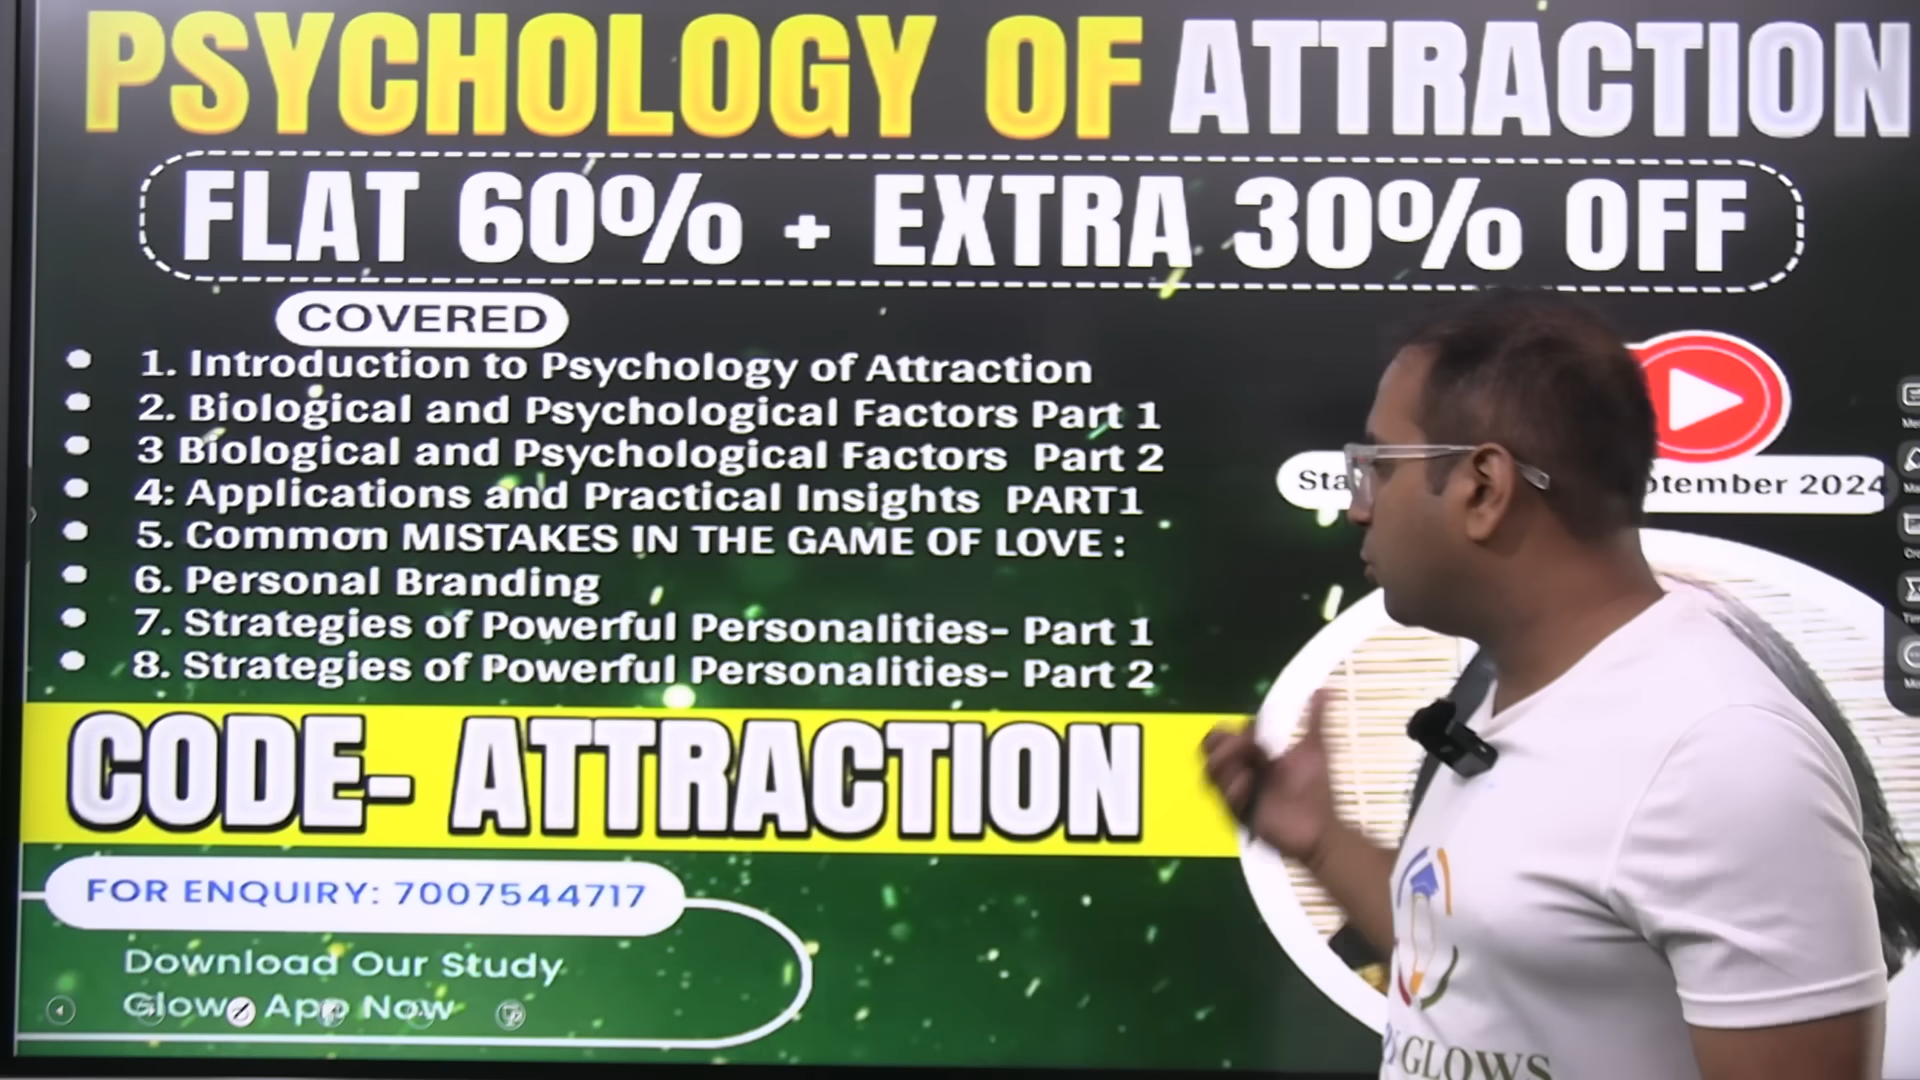 PSYCHOLOGY OF ATTRACTION
FLAT 60% + EXTRA 30% OFF
COVERED
• 1. Introduction to Psychology of Attraction
• 2. Biological and Psychological Factors Part 1
• 3 Biological and Psychological Factors Part 2
• 4: Applications and Practical Insights PART1
• 5. Common MISTAKES IN THE GAME OF LOVE :
• 6. Personal Branding
• 7. Strategies of Powerful Personalities- Part 1
• 8. Strategies of Powerful Personalities- Part 2
2024
CODE- ATTRACTION
FOR ENQUIRY: 7007544717
Download Our Study
Glows App Now
GLOWS